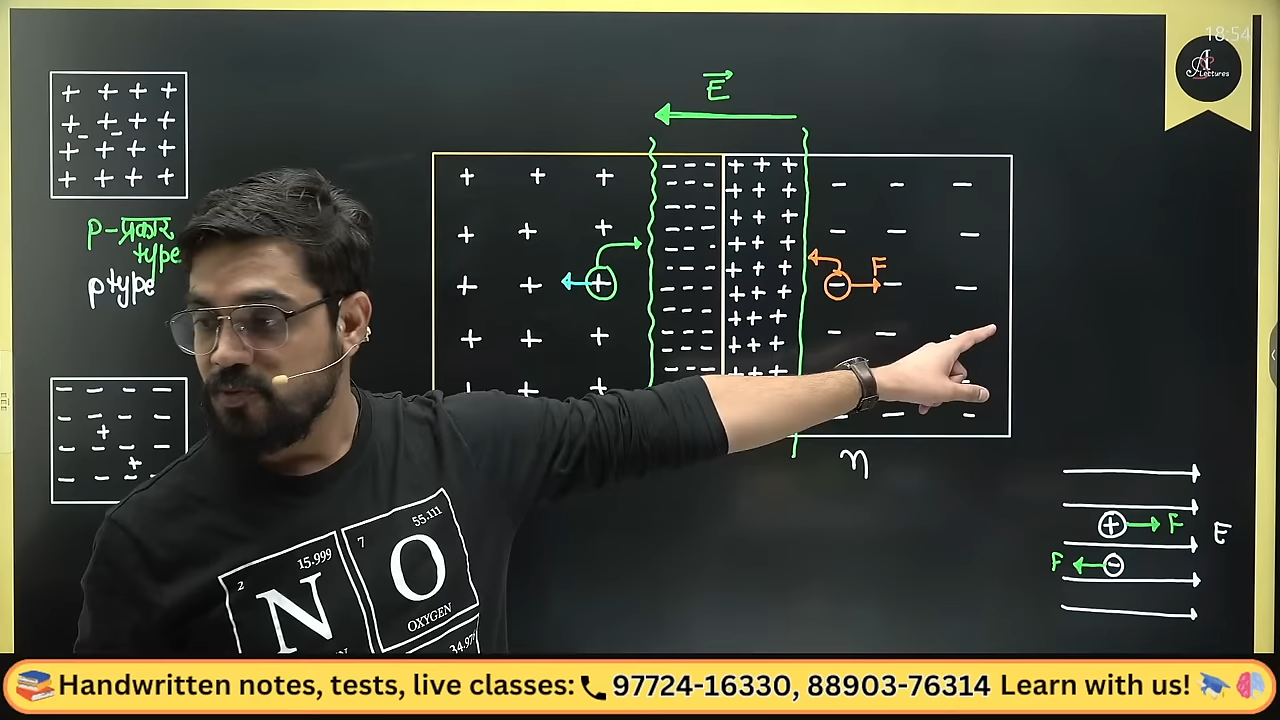 18:54
A Lectures
E
p-प्रकार
type
ptype
F
n
F
E
F
2
15.999
N
7
55.111
O
OXYGEN
Handwritten notes, tests, live classes: 97724-16330, 88903-76314 Learn with us!